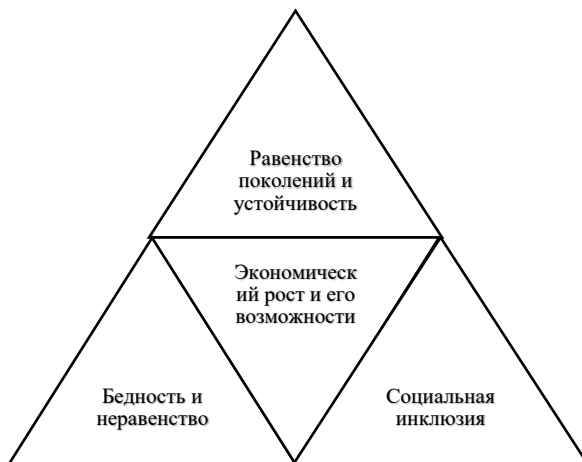 Равенство
поколений и
устойчивость
Экономическ
ий рост и его
возможности
Бедность и
неравенство
Социальная
инклюзия